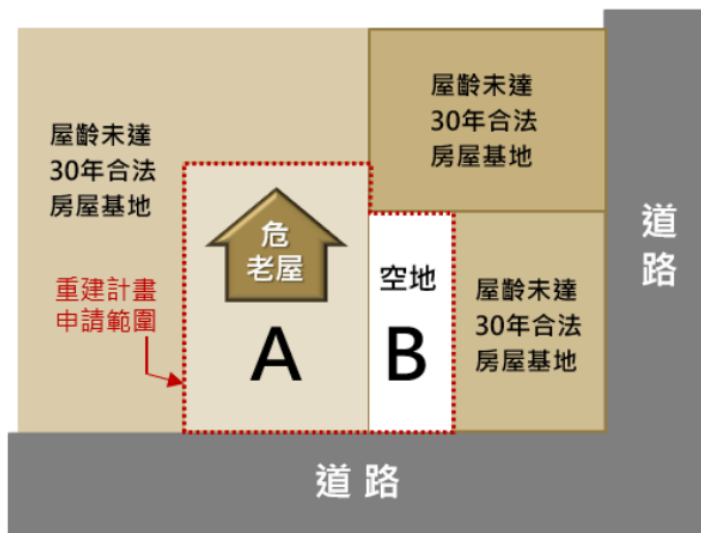 屋齡未達
30年合法
房屋基地
重建計畫
申請範圍
危
老屋
A
空地
B
屋齡未達
30年合法
房屋基地
屋齡未達
30年合法
房屋基地
道
路
道路